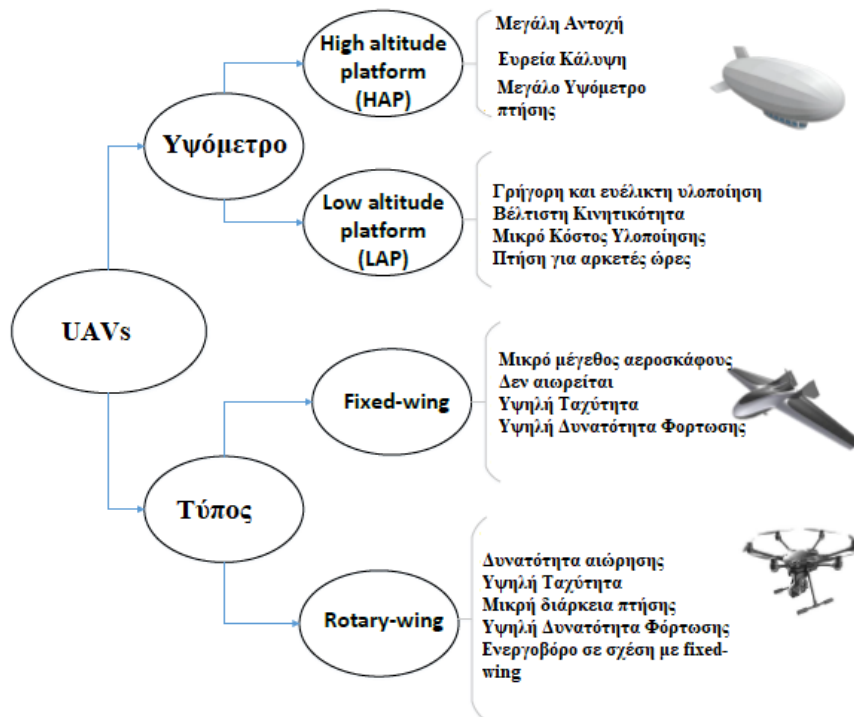 UAVs
Υψόμετρο
High altitude
platform
(HAP)
Μεγάλη Αντοχή
Ευρεία Κάλυψη
Μεγάλο Υψόμετρο
πτήσης
Low altitude
platform
(LAP)
Γρήγορη και ευέλικτη υλοποίηση
Βέλτιστη Κινητικότητα
Μικρό Κόστος Υλοποίησης
Πτήση για αρκετές ώρες
Τύπος
Fixed-wing
Μικρό μέγεθος αεροσκάφους
Δεν αιωρείται
Υψηλή Ταχύτητα
Υψηλή Δυνατότητα Φορτωσης
Rotary-wing
Δυνατότητα αιώρησης
Υψηλή Ταχύτητα
Μικρή διάρκεια πτήσης
Υψηλή Δυνατότητα Φόρτωσης
Ενεργοβόρο σε σχέση με fixed-
wing